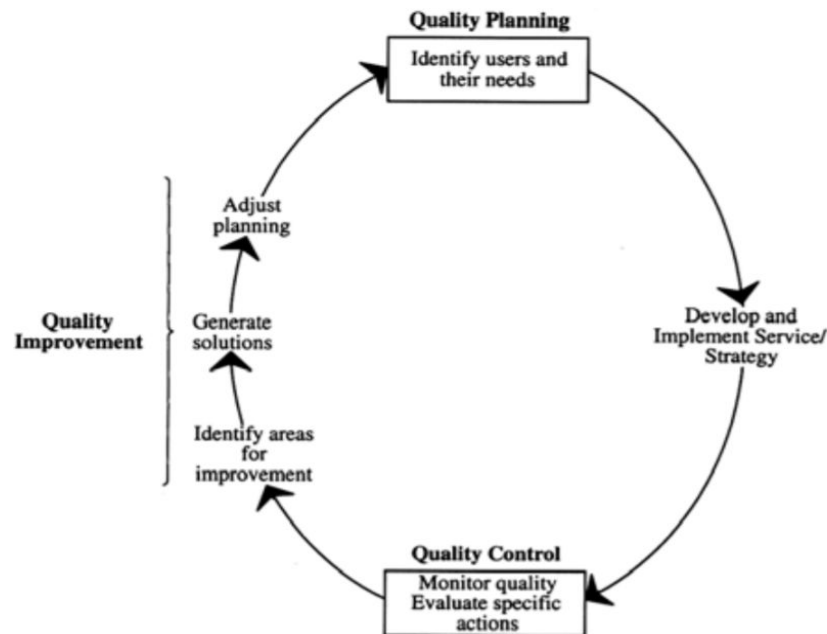 Quality Planning
Identify users and
their needs
Adjust
planning
Quality
Improvement
Generate
solutions
Develop and
Implement Service/
Strategy
Identify areas
for
improvement
Quality Control
Monitor quality
Evaluate specific
actions